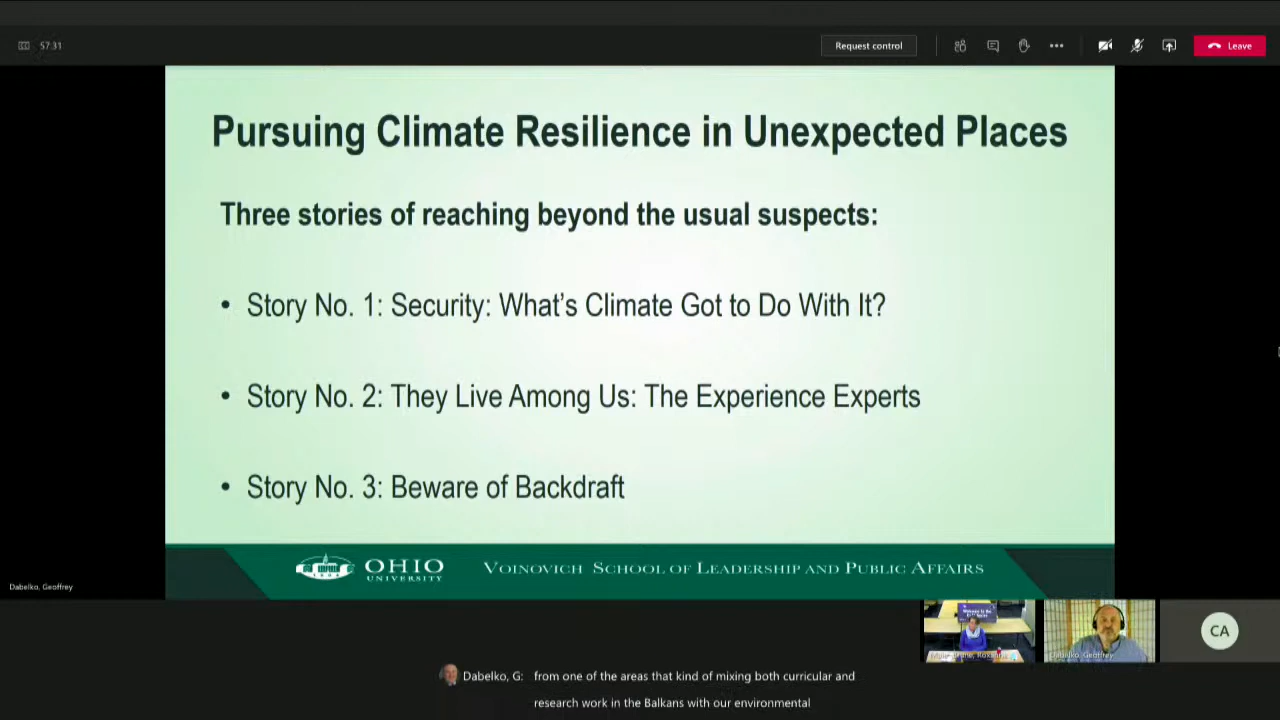 57:31
Request control
Leave
Pursuing Climate Resilience in Unexpected Places
Three stories of reaching beyond the usual suspects:
• Story No. 1: Security: What's Climate Got to Do With It?
• Story No. 2: They Live Among Us: The Experience Experts
• Story No. 3: Beware of Backdraft
OHIO
UNIVERSITY
VOINOVICH SCHOOL OF LEADERSHIP AND PUBLIC AFFAIRS
Dabelko, Geoffrey
Dabelko, Geoffrey
CA
Dabelko, G: from one of the areas that kind of mixing both curricular and
research work in the Balkans with our environmental